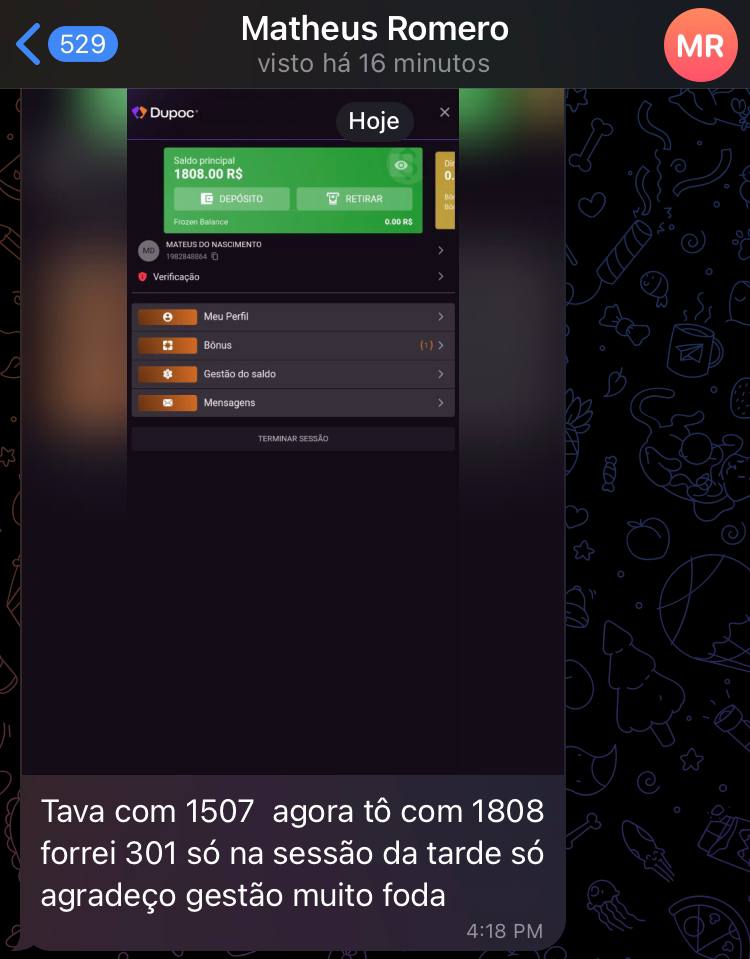 Matheus Romero
529
visto há 16 minutos
MR
Dupoc
Hoje
Saldo principal
1808.00 R$
DEPÓSITO
RETIRAR
Frozen Balance
0.00 R$
Di
0.
MD
MATEUS DO NASCIMENTO
1982848864
Verificação
Meu Perfil
Bônus
(1)
Gestão do saldo
Mensagens
TERMINAR SESSÃO
Tava com 1507 agora tô com 1808
forrei 301 só na sessão da tarde só
agradeço gestão muito foda
4:18 PM